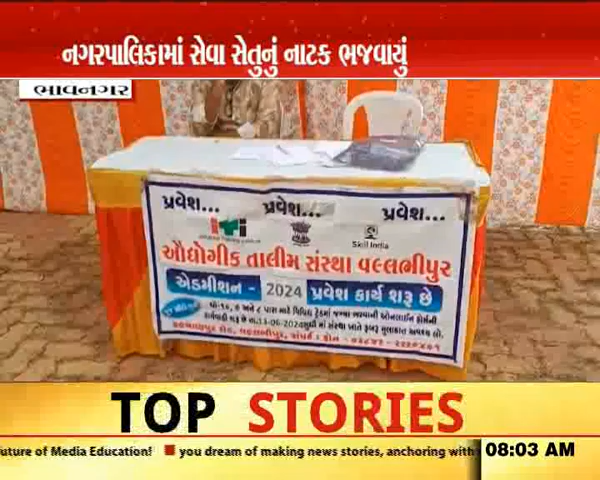 નગરપાલિકામાં સેવા સેતુનું નાટક ભજવાયું
ભાવનગર
પ્રવેશ... પ્રવેશ... પ્રવેશ...
iti
Skill India
ઔદ્યોગીક તાલીમ સંસ્થા વલ્લભીપુર
એડમીશન - 2024 પ્રવેશ કાર્ય શરૂ છે
TOP STORIES
uture of Media Education! you dream of making news stories, anchoring with
08:03 AM